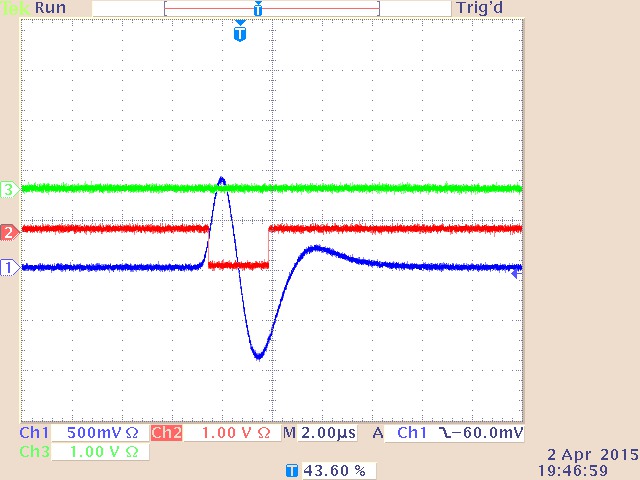 Tek Run Trig'd
T
T
3
2
1
Ch1 500mV Ω Ch2 1.00 V Ω M 2.00µs A Ch1 ㄟ −60.0mV
Ch3 1.00 V Ω
T 43.60 %
2 Apr 2015
19:46:59